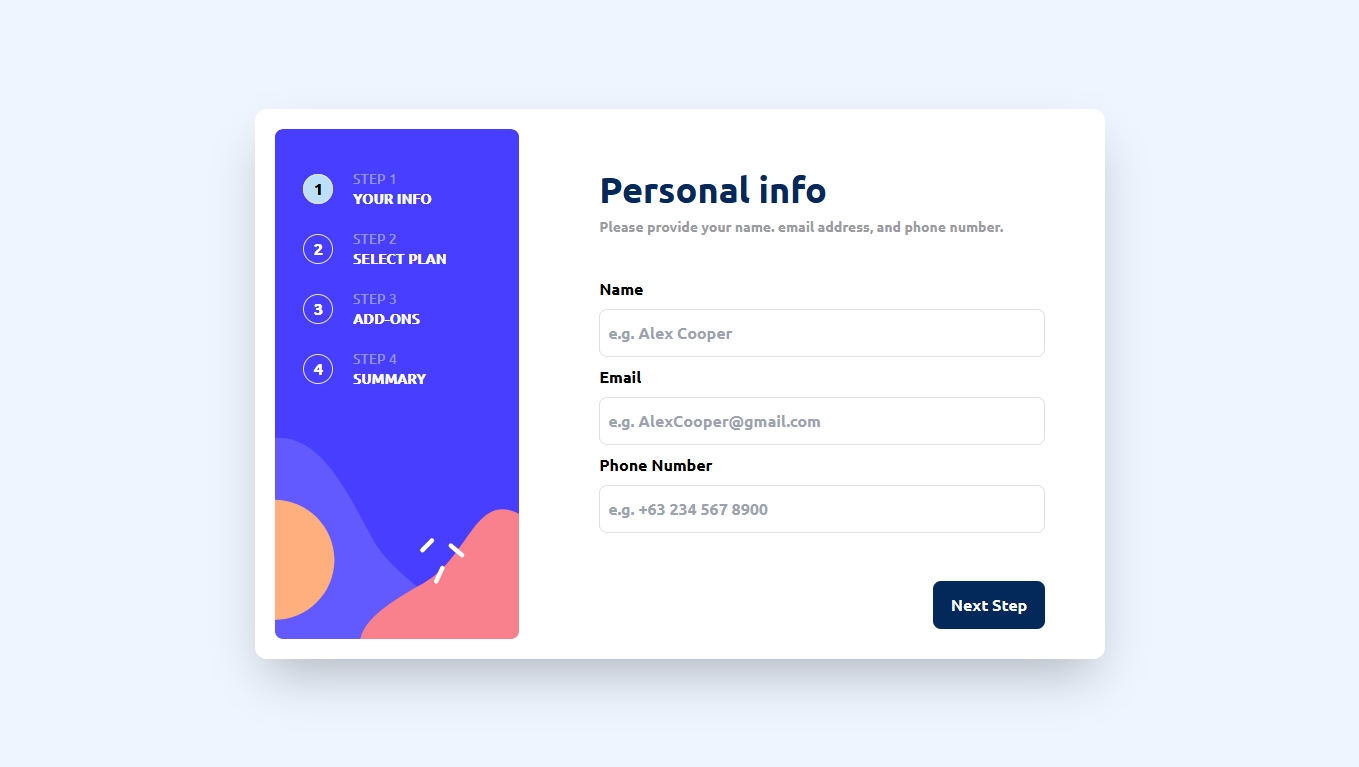 1
STEP 1
YOUR INFO
2
STEP 2
SELECT PLAN
3
STEP 3
ADD-ONS
4
STEP 4
SUMMARY
Personal info
Please provide your name. email address, and phone number.
Name
e.g. Alex Cooper
Email
e.g. AlexCooper@gmail.com
Phone Number
e.g. +63 234 567 8900
Next Step